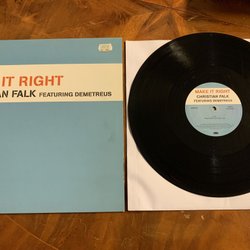 E IT RIGHT
AN FALK FEATURING DEMETREUS
MAKE IT RIGHT
CHRISTIAN FALK
FEATURING DEMETREUS